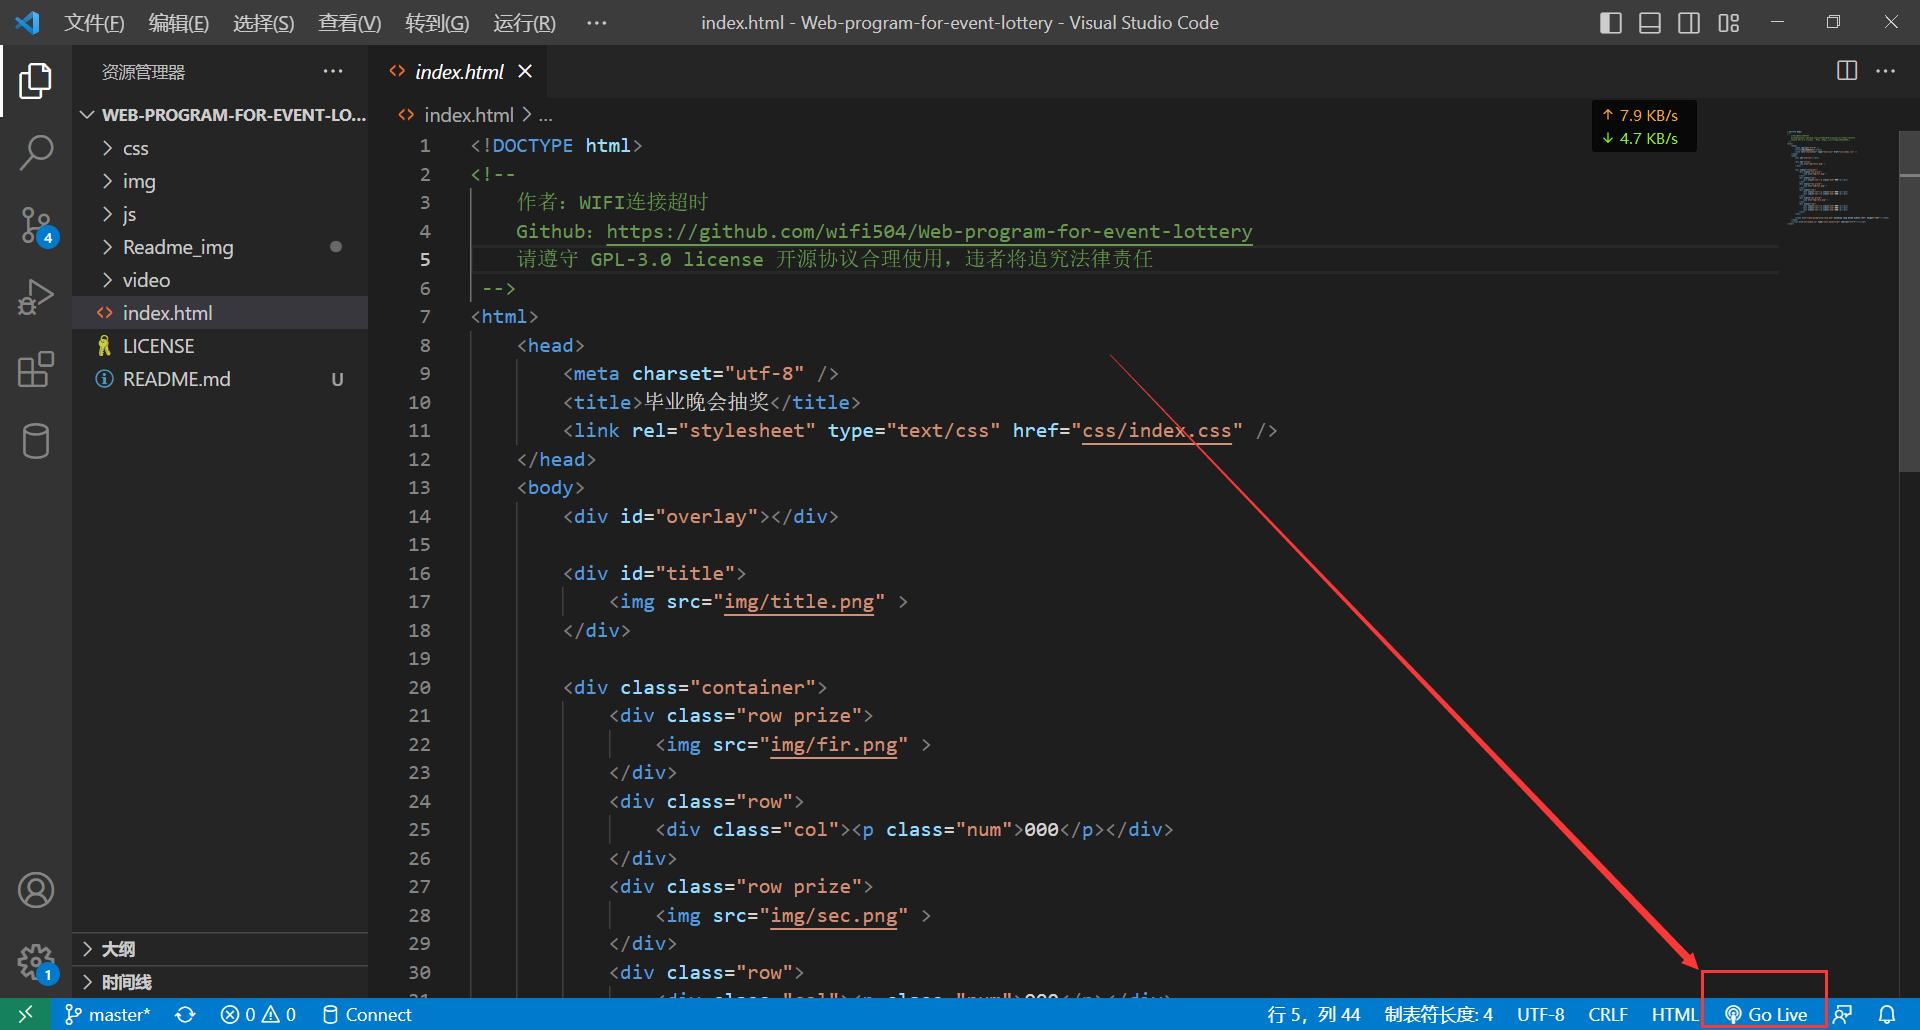 文件(F) 编辑(E) 选择(S) 查看(V) 转到(G) 运行(R) ··· index.html - Web-program-for-event-lottery - Visual Studio Code
资源管理器 ···
WEB-PROGRAM-FOR-EVENT-LO...
css
img
js
Readme_img
video
index.html
LICENSE
README.md U
4
大纲
时间线
1
index.html
index.html > ...
↑ 7.9 KB/s
↓ 4.7 KB/s
1 <!DOCTYPE html>
2 <!--
3 作者：WIFI连接超时
4 Github：https://github.com/wifi504/Web-program-for-event-lottery
5 请遵守 GPL-3.0 license 开源协议合理使用，违者将追究法律责任
6 -->
7 <html>
8 <head>
9 <meta charset="utf-8" />
10 <title>毕业晚会抽奖</title>
11 <link rel="stylesheet" type="text/css" href="css/index.css" />
12 </head>
13 <body>
14 <div id="overlay"></div>
15
16 <div id="title">
17 <img src="img/title.png" >
18 </div>
19
20 <div class="container">
21 <div class="row prize">
22 <img src="img/fir.png" >
23 </div>
24 <div class="row">
25 <div class="col"><p class="num">000</p></div>
26 </div>
27 <div class="row prize">
28 <img src="img/sec.png" >
29 </div>
30 <div class="row">
master* 0 0 Connect 行 5，列 44 制表符长度: 4 UTF-8 CRLF HTML Go Live